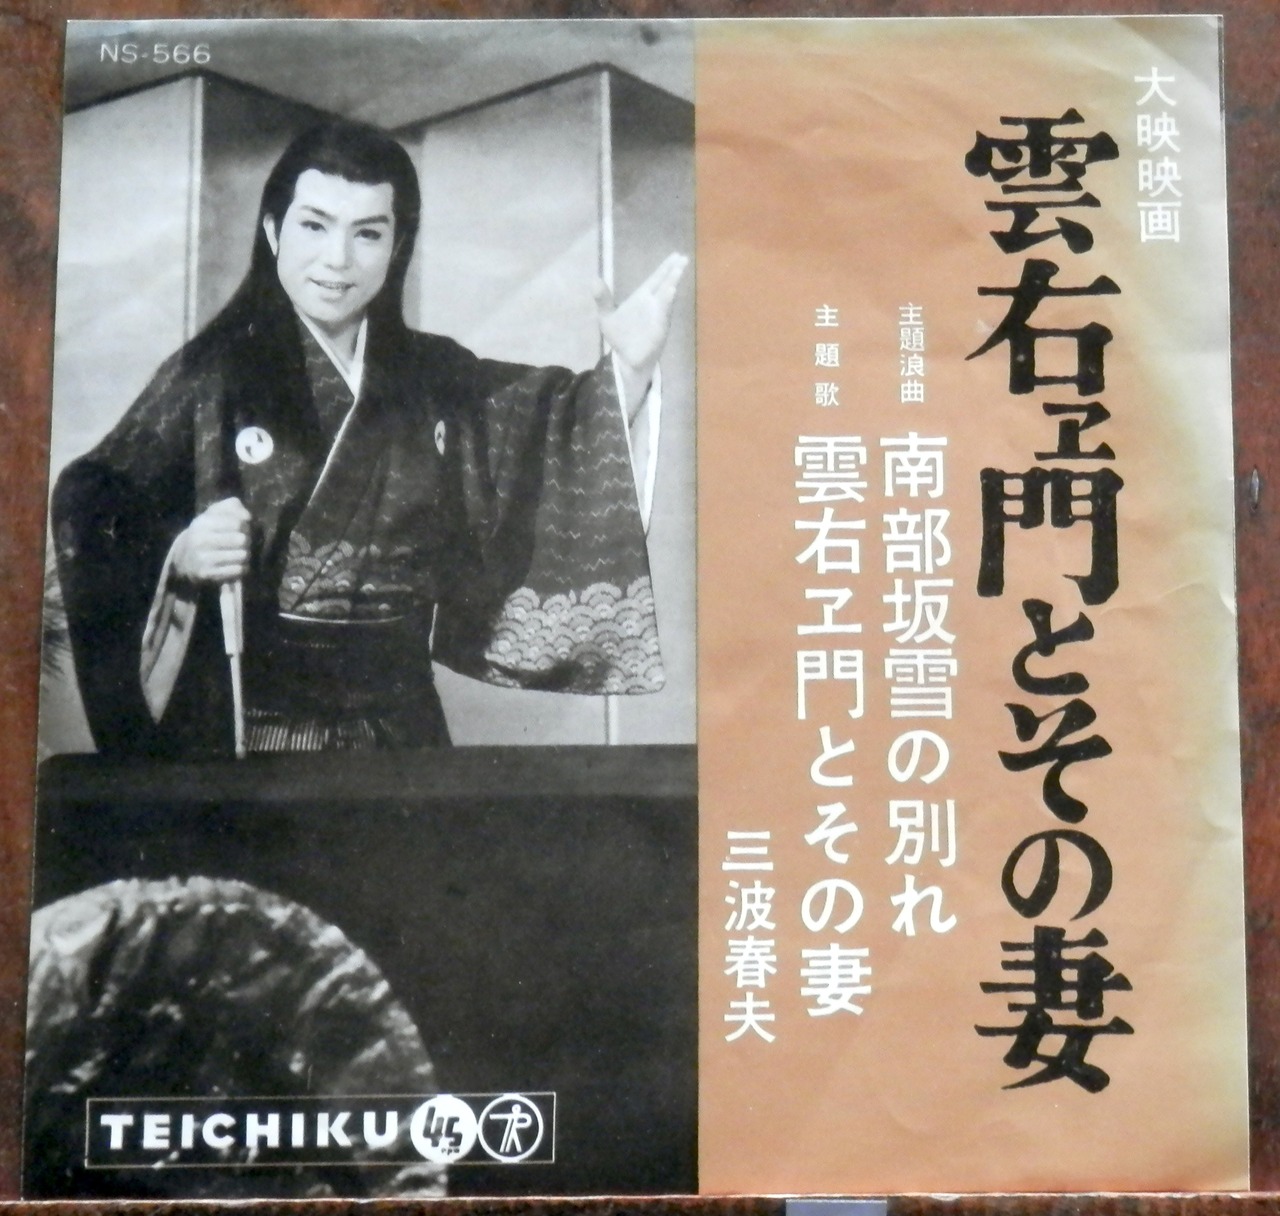 NS-566
大映映画
雲右ヱ門とその妻
主題浪曲 南部坂雪の別れ
主題歌 雲右ヱ門とその妻
三波春夫
TEICHIKU 45 rpm